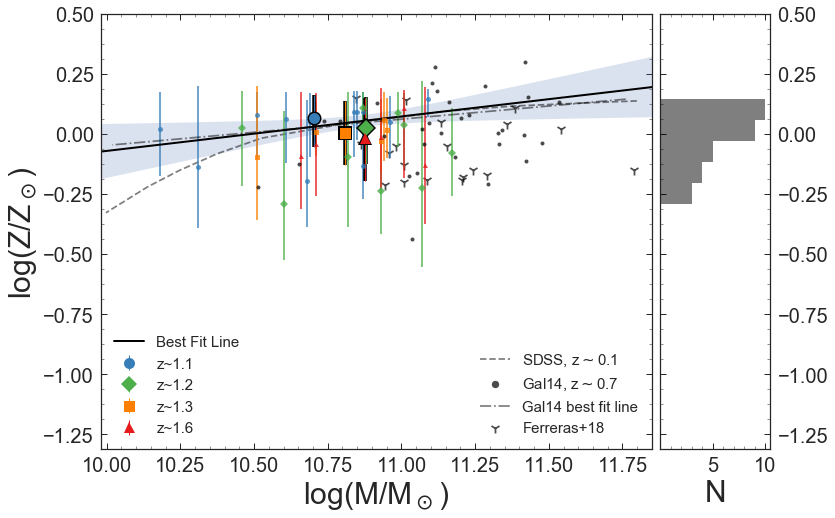 0.50
0.25
0.00
−0.25
−0.50
−0.75
−1.00
−1.25
log(Z/Z⊙)
10.00 10.25 10.50 10.75 11.00 11.25 11.50 11.75
log(M/M⊙)
Best Fit Line
z~1.1
z~1.2
z~1.3
z~1.6
SDSS, z ∼ 0.1
Gal14, z ∼ 0.7
Gal14 best fit line
Ferreras+18
0.50
0.25
0.00
−0.25
−0.50
−0.75
−1.00
−1.25
5 10
N